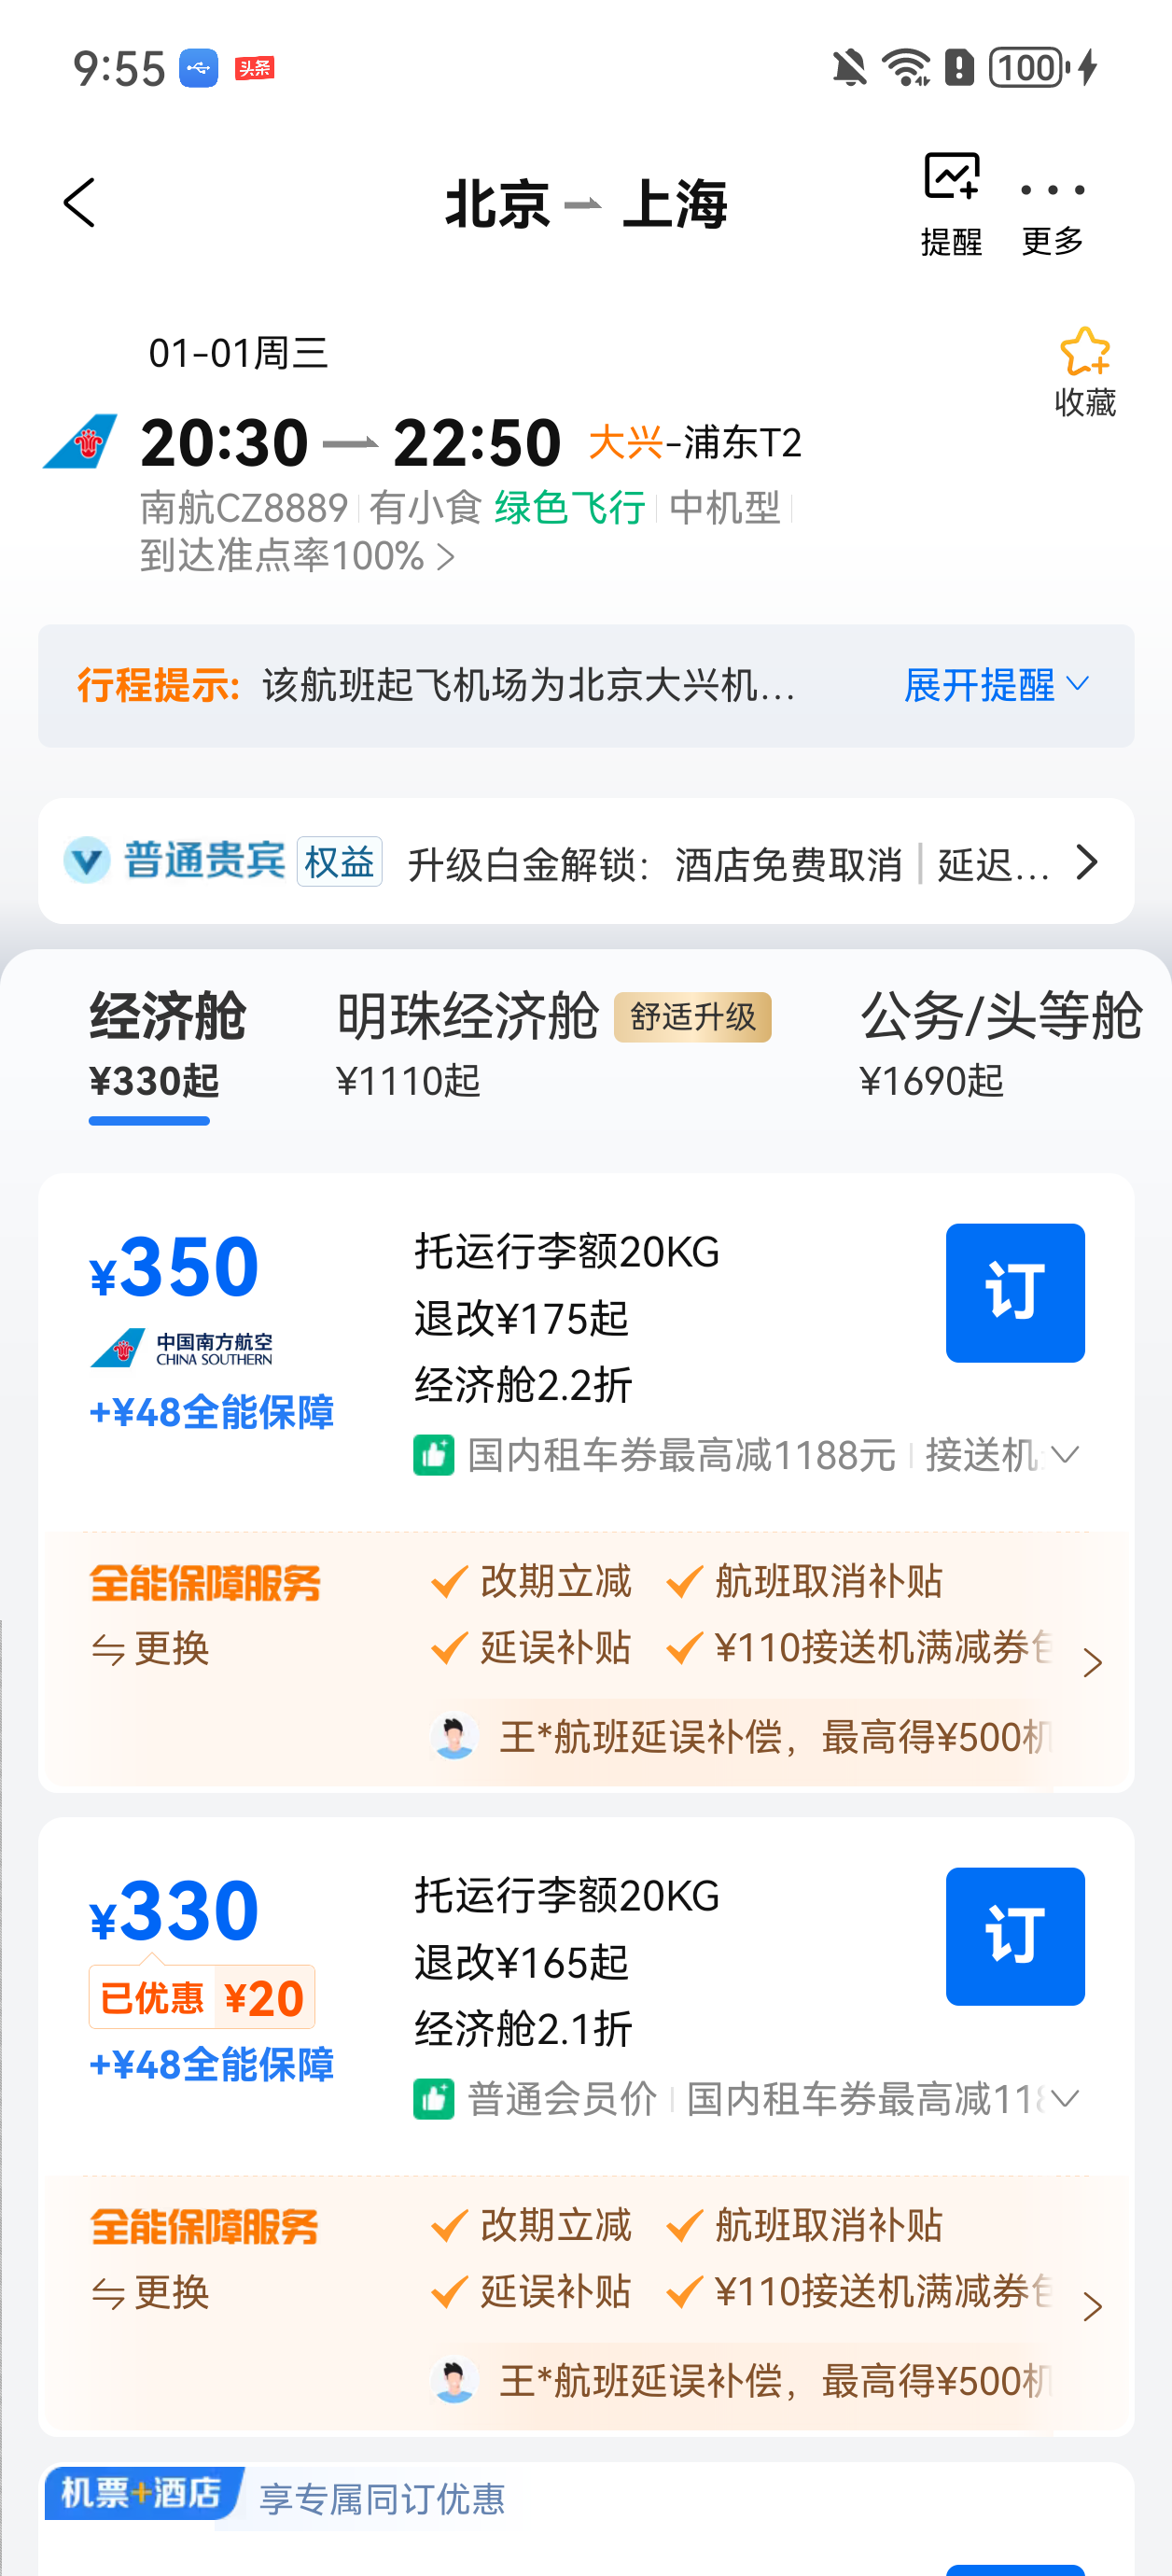 9:55 头条 100
北京 上海
提醒 更多
01-01周三
收藏
20:30 22:50 大兴-浦东T2
南航CZ8889 有小食 绿色飞行 中机型
到达准点率100%
行程提示: 该航班起飞机场为北京大兴机... 展开提醒
普通贵宾 权益 升级白金解锁: 酒店免费取消 | 延迟...
经济舱 明珠经济舱 舒适升级 公务/头等舱
¥330起 ¥1110起 ¥1690起
¥350 托运行李额20KG 订
中国南方航空 退改¥175起
CHINA SOUTHERN
+¥48全能保障 经济舱2.2折
国内租车券最高减1188元 接送机
全能保障服务 改期立减 航班取消补贴
更换 延误补贴 ¥110接送机满减券包
王*航班延误补偿，最高得¥500机
¥330 托运行李额20KG 订
已优惠 ¥20 退改¥165起
+¥48全能保障 经济舱2.1折
普通会员价 国内租车券最高减118
全能保障服务 改期立减 航班取消补贴
更换 延误补贴 ¥110接送机满减券包
王*航班延误补偿，最高得¥500机
机票+酒店 享专属同订优惠